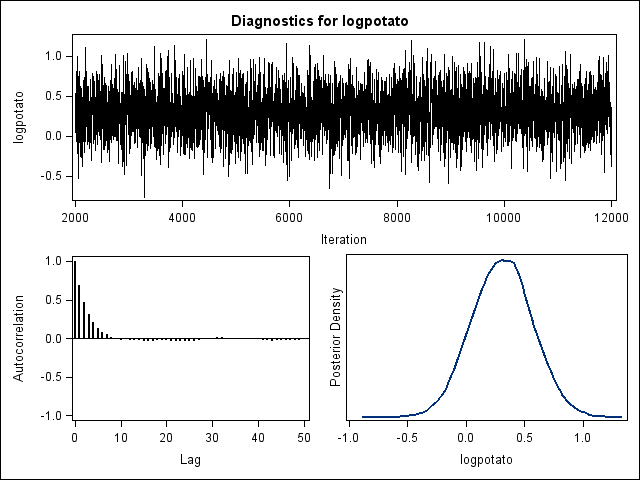 Diagnostics for logpotato
logpotato
1.0
0.5
0.0
-0.5
2000 4000 6000 8000 10000 12000
Iteration
Autocorrelation
1.0
0.5
0.0
-0.5
-1.0
0 10 20 30 40 50
Lag
Posterior Density
-1.0 -0.5 0.0 0.5 1.0
logpotato